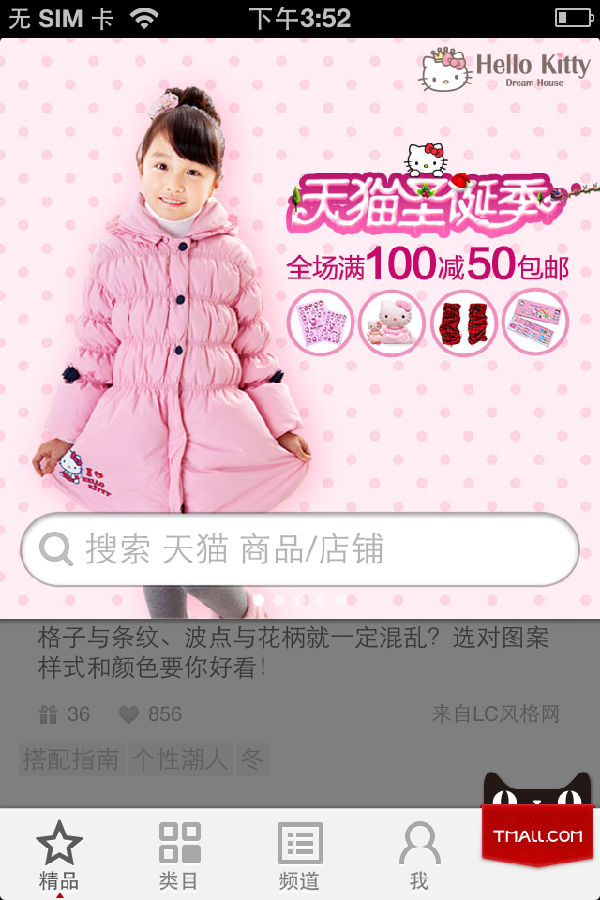 无 SIM 卡
下午3:52
Hello Kitty
Dream House
天猫圣诞季
全场满100减50包邮
I
HELLO KITTY
搜索 天猫 商品/店铺
格子与条纹、波点与花柄就一定混乱？选对图案
样式和颜色要你好看！
36
856
来自LC风格网
搭配指南
个性潮人
冬
精品
类目
频道
我
TMALL.COM